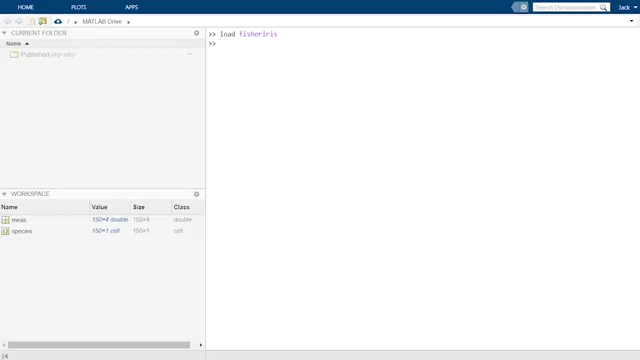 HOME PLOTS APPS
Search Documentation Jack
/ MATLAB Drive
CURRENT FOLDER
Name
Published (my site)
>> load fisheriris
>>
WORKSPACE
Name Value Size Class
meas 150×4 double 150×4 double
species 150×1 cell 150×1 cell